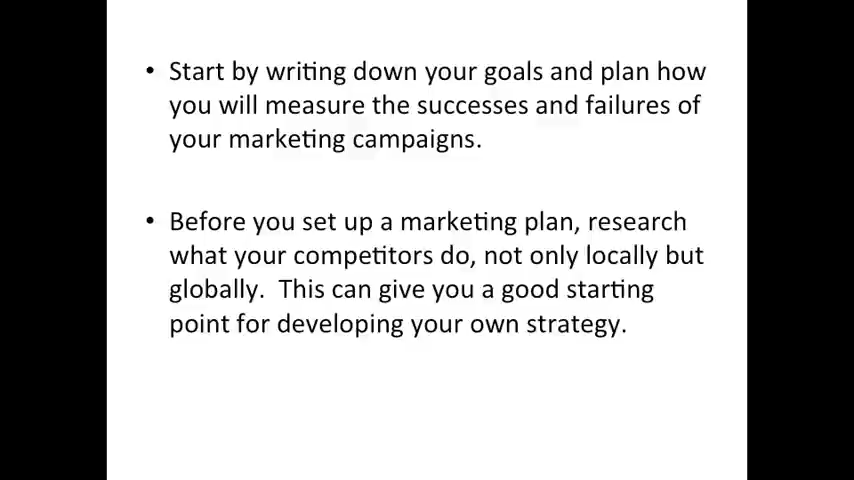 • Start by writing down your goals and plan how
you will measure the successes and failures of
your marketing campaigns.
• Before you set up a marketing plan, research
what your competitors do, not only locally but
globally.  This can give you a good starting
point for developing your own strategy.